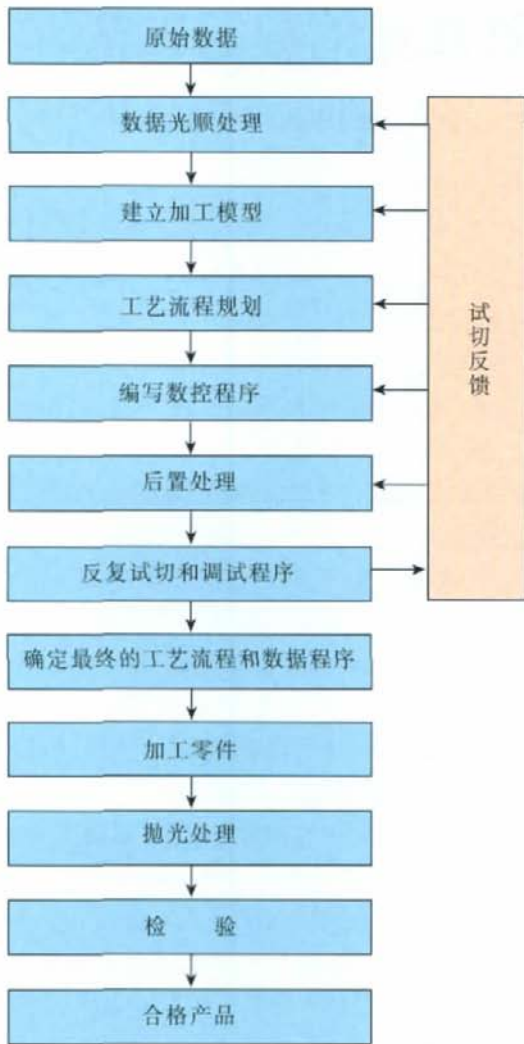 原始数据
数据光顺处理
建立加工模型
工艺流程规划
编写数控程序
后置处理
反复试切和调试程序
确定最终的工艺流程和数据程序
加工零件
抛光处理
检 验
合格产品
试切反馈